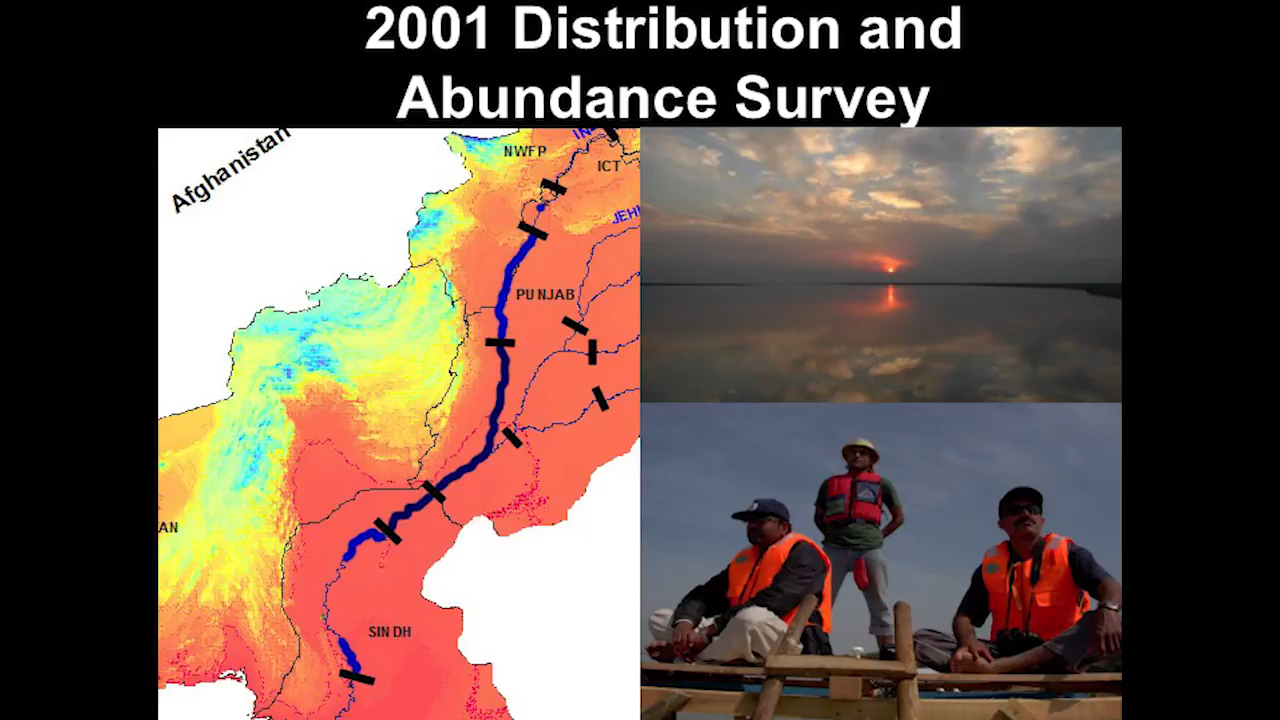 2001 Distribution and
Abundance Survey
Afghanistan
NWFP
ICT
PUNJAB
SINDH